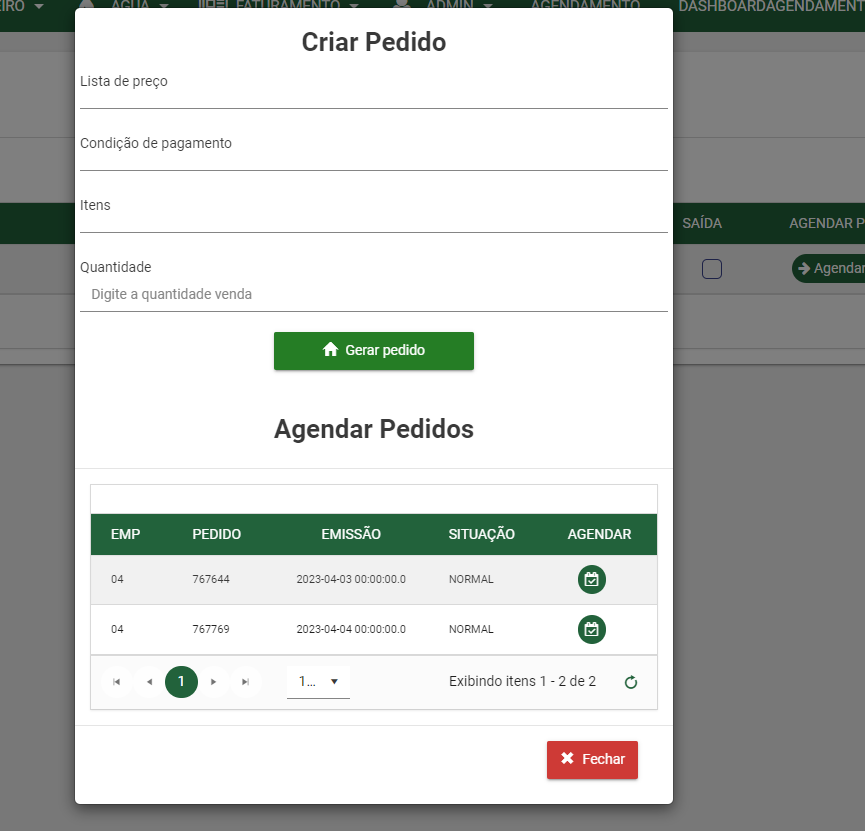 EIRO
ÁGUA
FATURAMENTO
ADMIN
AGENDAMENTO
DASHBOARDAGENDAMENT
Criar Pedido
Lista de preço
Condição de pagamento
Itens
SAÍDA AGENDAR P
Quantidade
Agendar
Digite a quantidade venda
Gerar pedido
Agendar Pedidos
EMP PEDIDO EMISSÃO SITUAÇÃO AGENDAR
04 767644 2023-04-03 00:00:00.0 NORMAL
04 767769 2023-04-04 00:00:00.0 NORMAL
1 1... Exibindo itens 1 - 2 de 2
Fechar